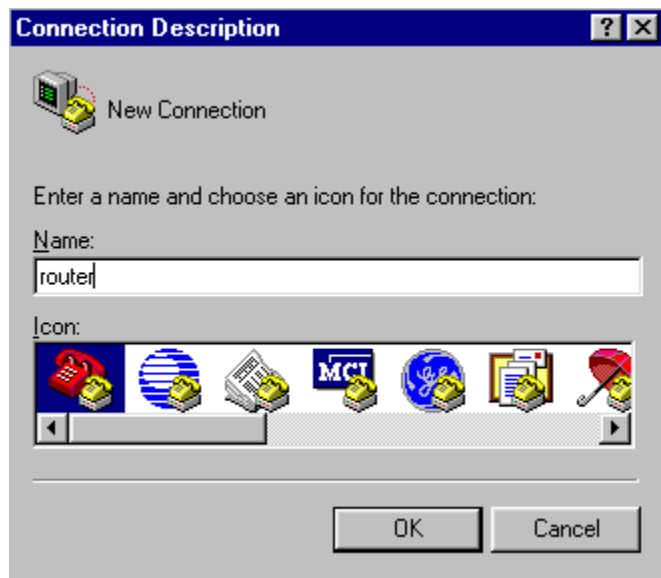 Connection Description
New Connection
Enter a name and choose an icon for the connection:
Name:
router
Icon:
MCI
OK Cancel